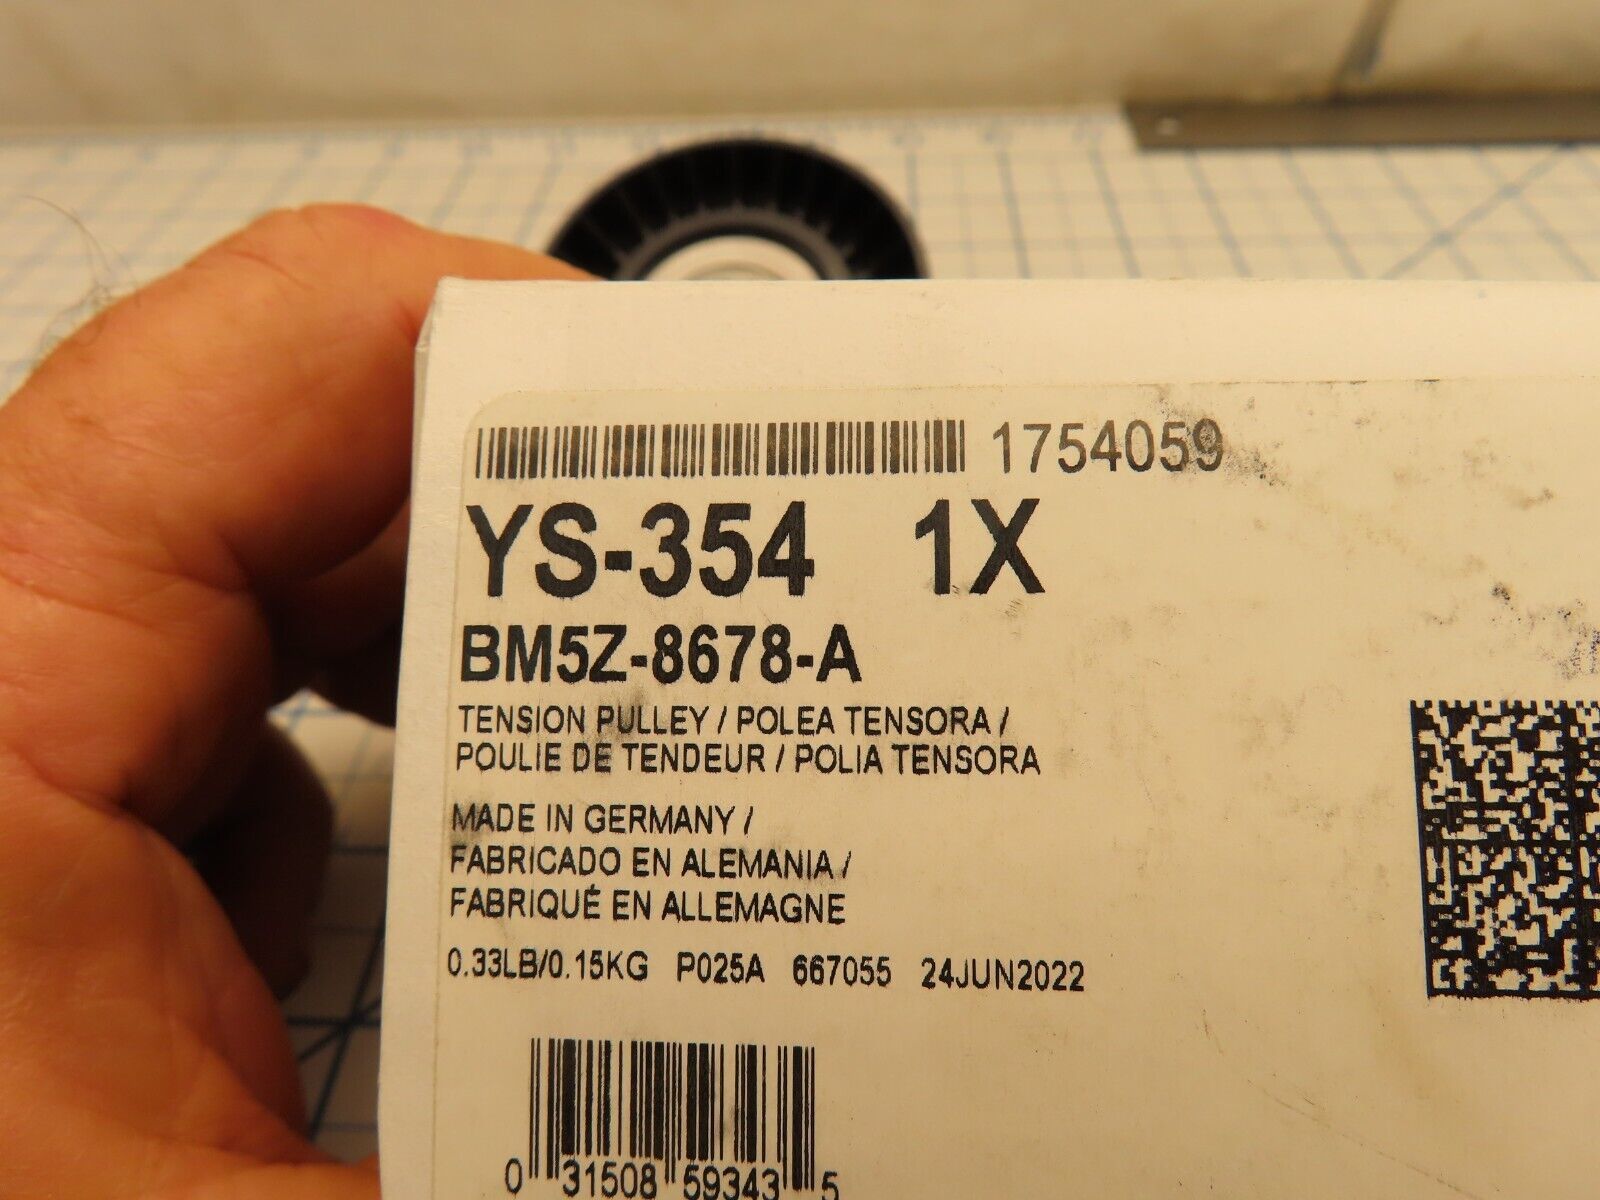 1754059
YS-354 1X
BM5Z-8678-A
TENSION PULLEY / POLEA TENSORA /
POULIE DE TENDEUR / POLIA TENSORA
MADE IN GERMANY /
FABRICADO EN ALEMANIA /
FABRIQUÉ EN ALLEMAGNE
0.33LB/0.15KG P025A 667055 24JUN2022
0 31508 59343 5